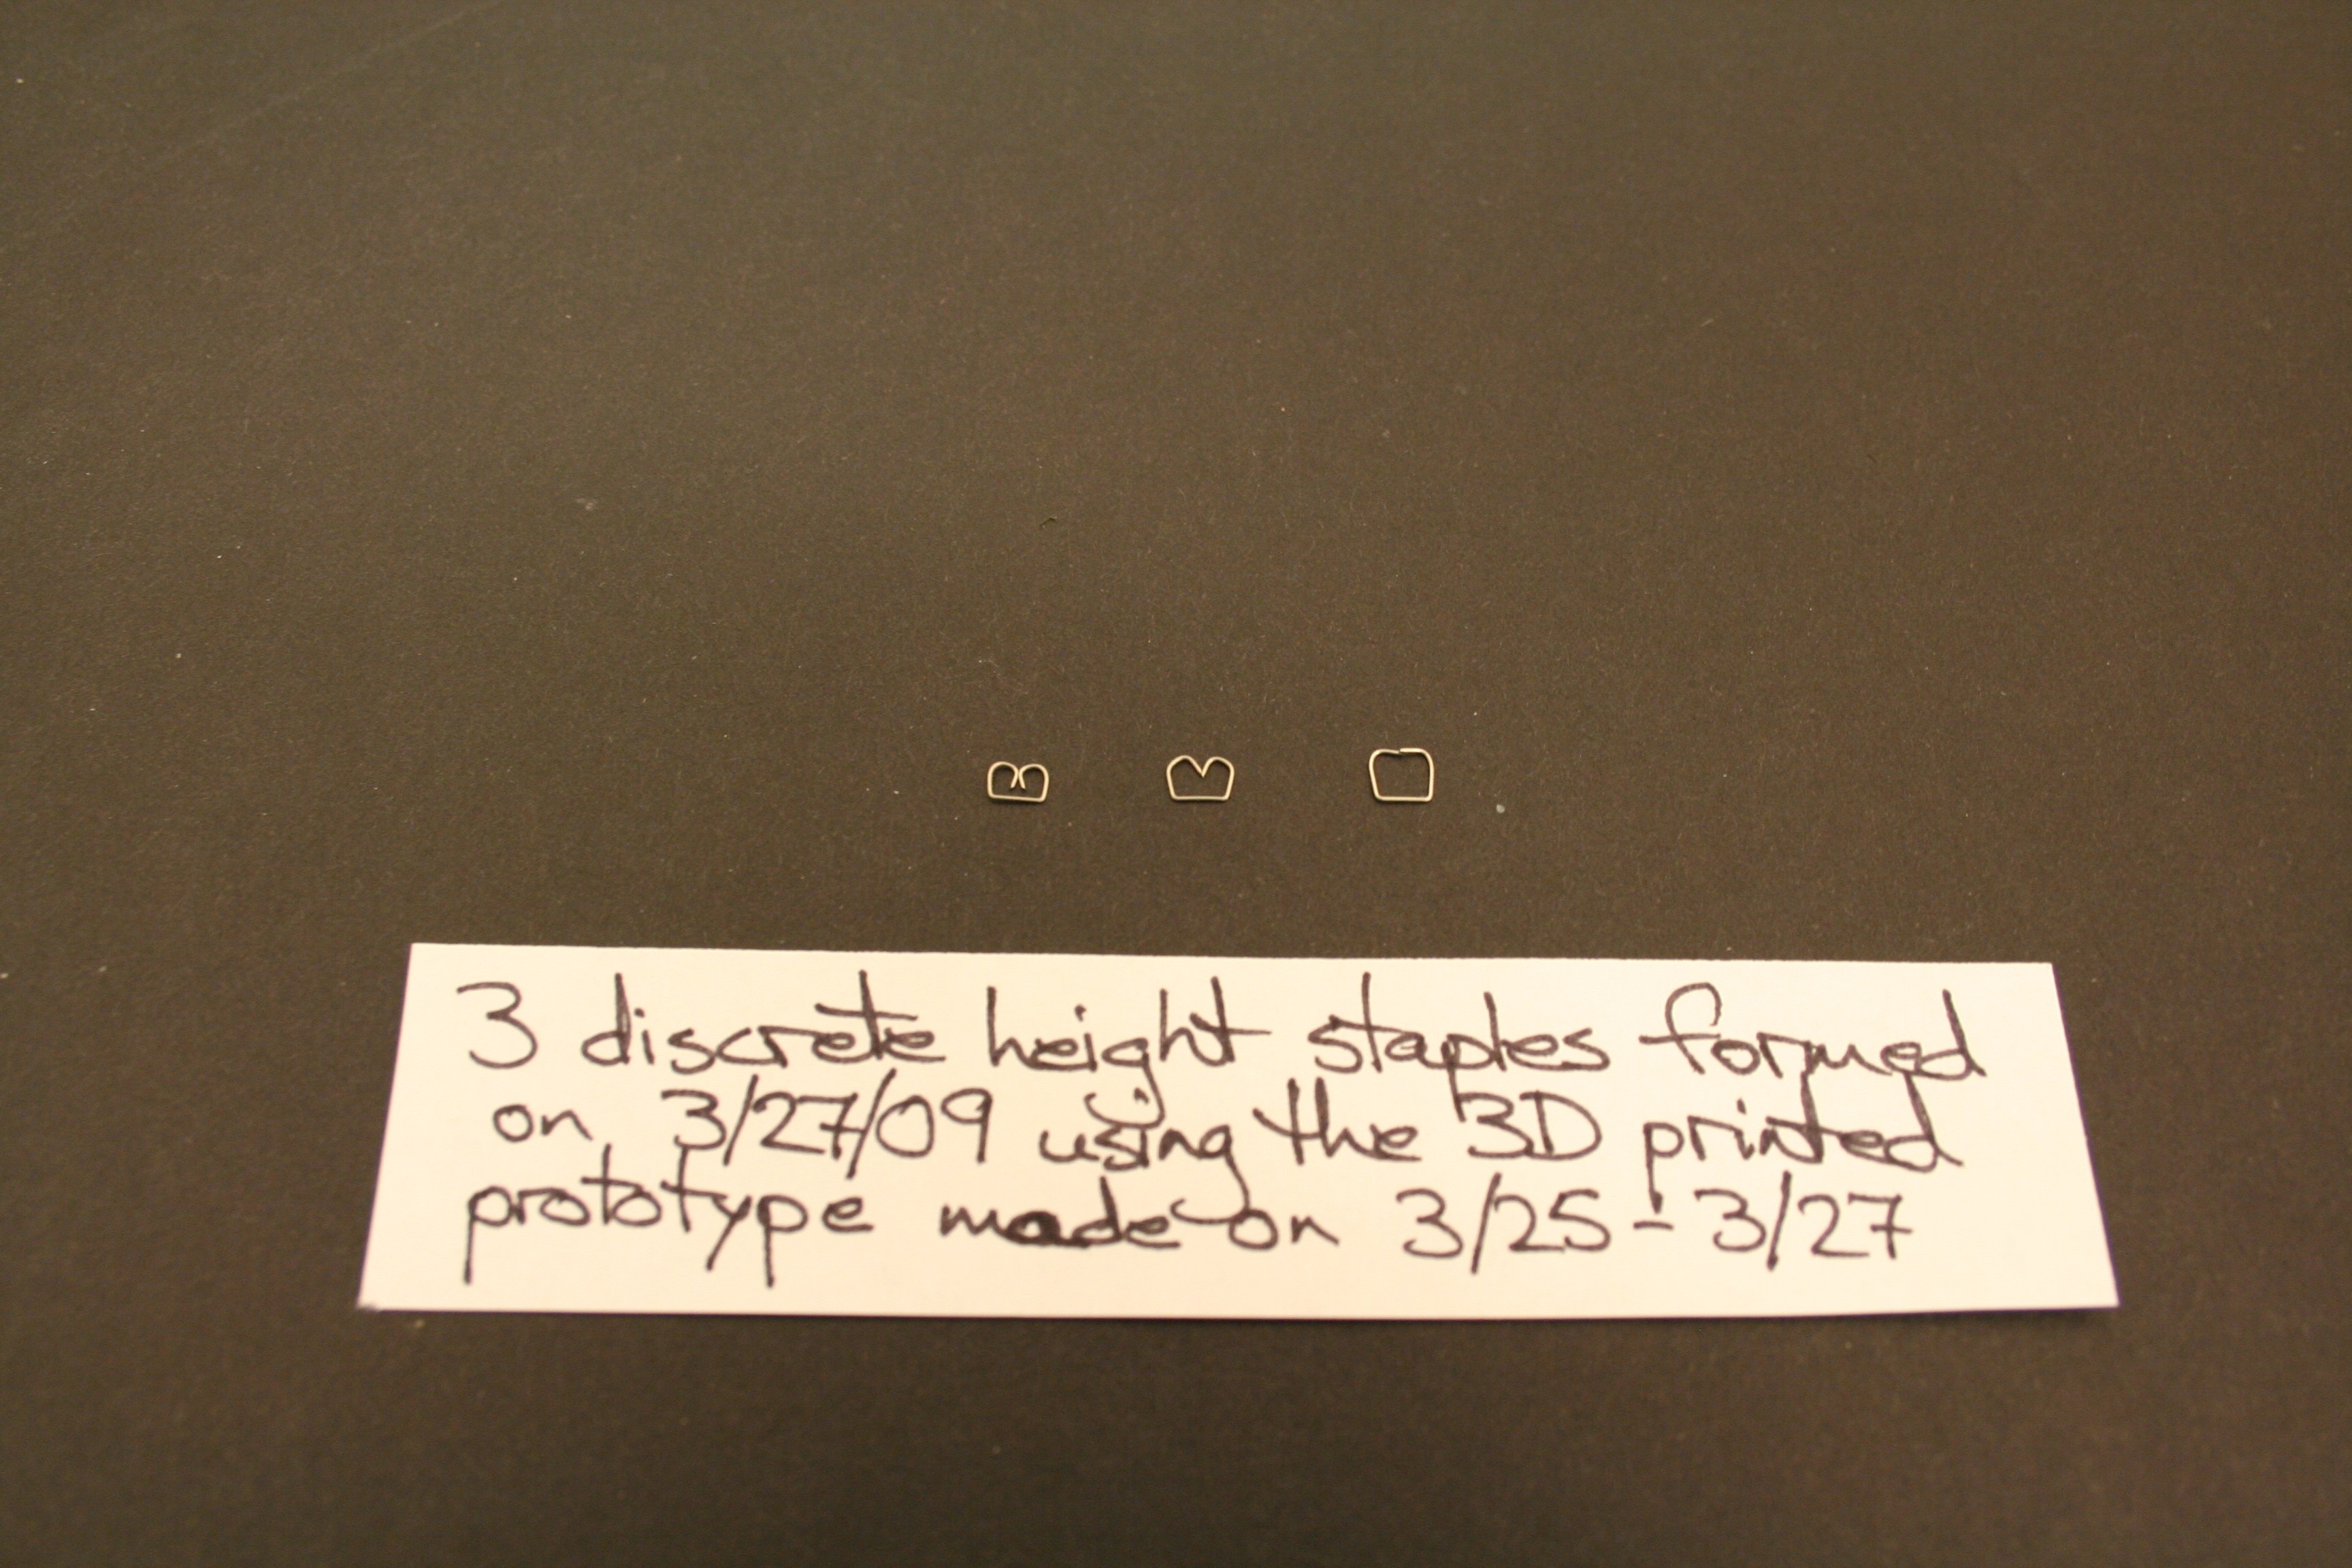 3 discrete height staples formed
on 3/27/09 using the 3D printed
prototype made on 3/25 - 3/27